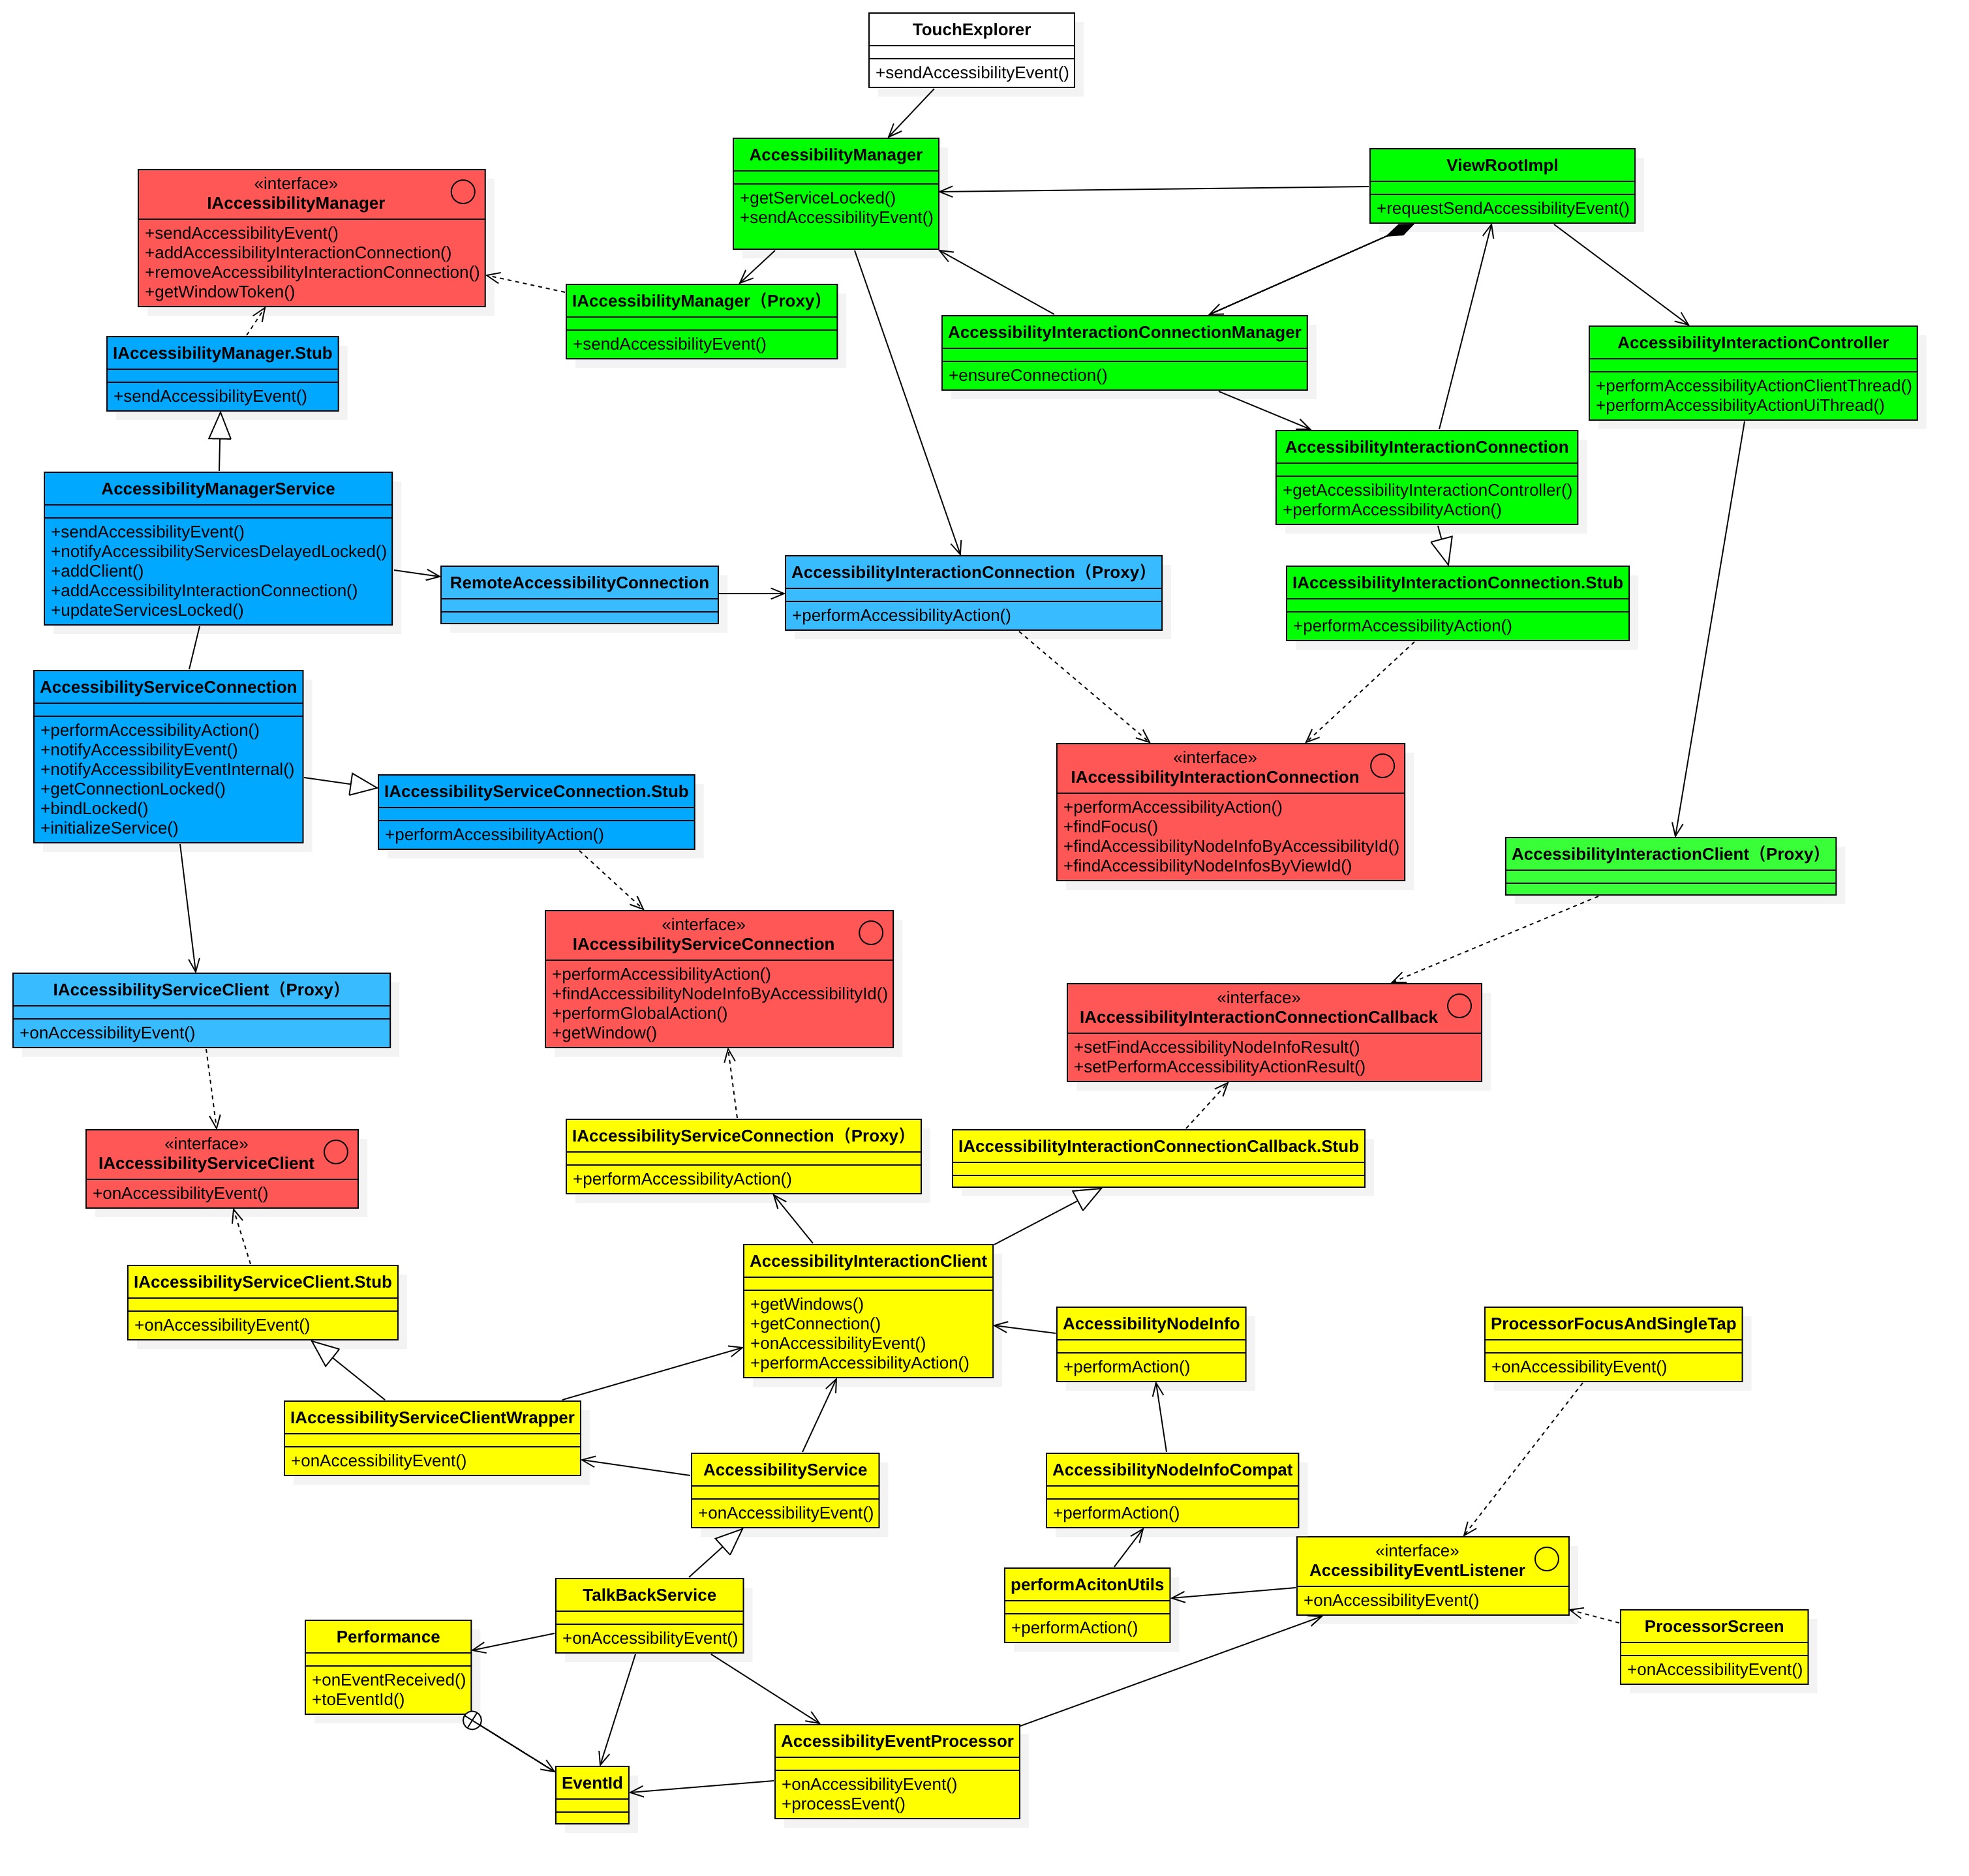 TouchExplorer
+sendAccessibilityEvent()
AccessibilityManager
+getServiceLocked()
+sendAccessibilityEvent()
ViewRootImpl
+requestSendAccessibilityEvent()
«interface»
IAccessibilityManager
+sendAccessibilityEvent()
+addAccessibilityInteractionConnection()
+removeAccessibilityInteractionConnection()
+getWindowToken()
IAccessibilityManager（Proxy）
+sendAccessibilityEvent()
AccessibilityInteractionConnectionManager
+ensureConnection()
AccessibilityInteractionController
+performAccessibilityActionClientThread()
+performAccessibilityActionUiThread()
IAccessibilityManager.Stub
+sendAccessibilityEvent()
AccessibilityInteractionConnection
+getAccessibilityInteractionController()
+performAccessibilityAction()
AccessibilityManagerService
+sendAccessibilityEvent()
+notifyAccessibilityServicesDelayedLocked()
+addClient()
+addAccessibilityInteractionConnection()
+updateServicesLocked()
RemoteAccessibilityConnection
AccessibilityInteractionConnection（Proxy）
+performAccessibilityAction()
IAccessibilityInteractionConnection.Stub
+performAccessibilityAction()
AccessibilityServiceConnection
+performAccessibilityAction()
+notifyAccessibilityEvent()
+notifyAccessibilityEventInternal()
+getConnectionLocked()
+bindLocked()
+initializeService()
IAccessibilityServiceConnection.Stub
+performAccessibilityAction()
«interface»
IAccessibilityInteractionConnection
+performAccessibilityAction()
+findFocus()
+findAccessibilityNodeInfoByAccessibilityId()
+findAccessibilityNodeInfosByViewId()
AccessibilityInteractionClient（Proxy）
«interface»
IAccessibilityServiceConnection
+performAccessibilityAction()
+findAccessibilityNodeInfoByAccessibilityId()
+performGlobalAction()
+getWindow()
IAccessibilityServiceClient（Proxy）
+onAccessibilityEvent()
«interface»
IAccessibilityInteractionConnectionCallback
+setFindAccessibilityNodeInfoResult()
+setPerformAccessibilityActionResult()
«interface»
IAccessibilityServiceClient
+onAccessibilityEvent()
IAccessibilityServiceConnection（Proxy）
+performAccessibilityAction()
IAccessibilityInteractionConnectionCallback.Stub
IAccessibilityServiceClient.Stub
+onAccessibilityEvent()
AccessibilityInteractionClient
+getWindows()
+getConnection()
+onAccessibilityEvent()
+performAccessibilityAction()
AccessibilityNodeInfo
+performAction()
ProcessorFocusAndSingleTap
+onAccessibilityEvent()
IAccessibilityServiceClientWrapper
+onAccessibilityEvent()
AccessibilityService
+onAccessibilityEvent()
AccessibilityNodeInfoCompat
+performAction()
«interface»
AccessibilityEventListener
+onAccessibilityEvent()
performAcitonUtils
+performAction()
TalkBackService
+onAccessibilityEvent()
ProcessorScreen
+onAccessibilityEvent()
Performance
+onEventReceived()
+toEventId()
AccessibilityEventProcessor
+onAccessibilityEvent()
+processEvent()
EventId